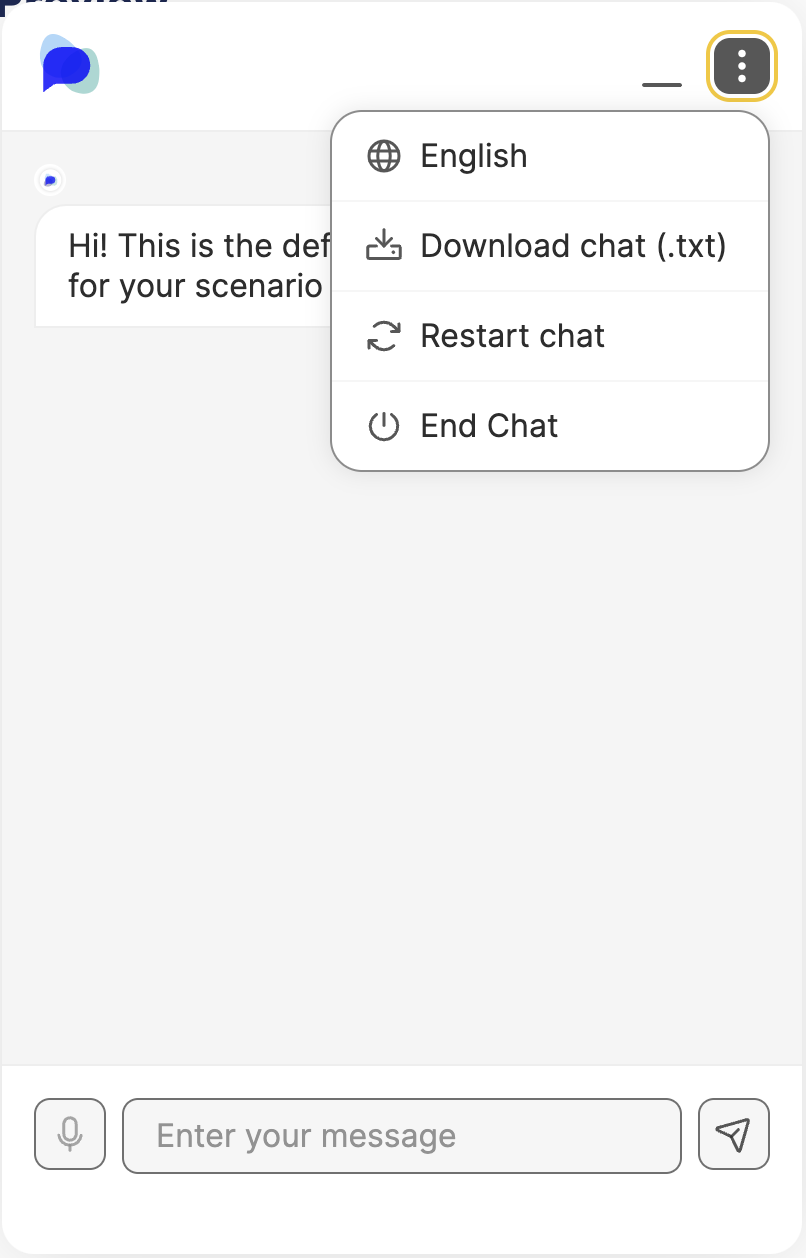 Preview
English
Hi! This is the def
Download chat (.txt)
for your scenario
Restart chat
End Chat
Enter your message